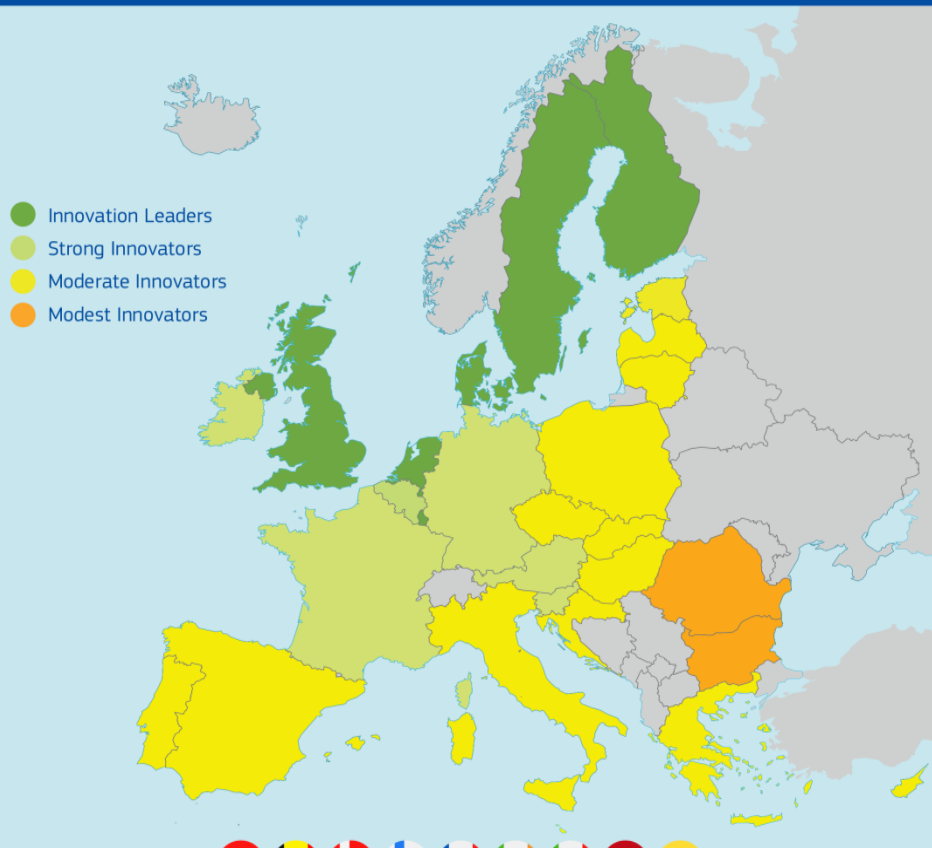 Innovation Leaders
Strong Innovators
Moderate Innovators
Modest Innovators